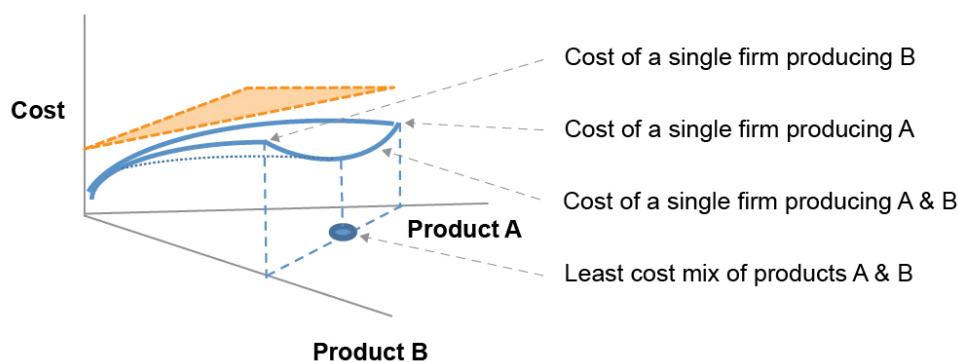 Cost of a single firm producing B
Cost
Cost of a single firm producing A
Cost of a single firm producing A & B
Product A
Least cost mix of products A & B
Product B